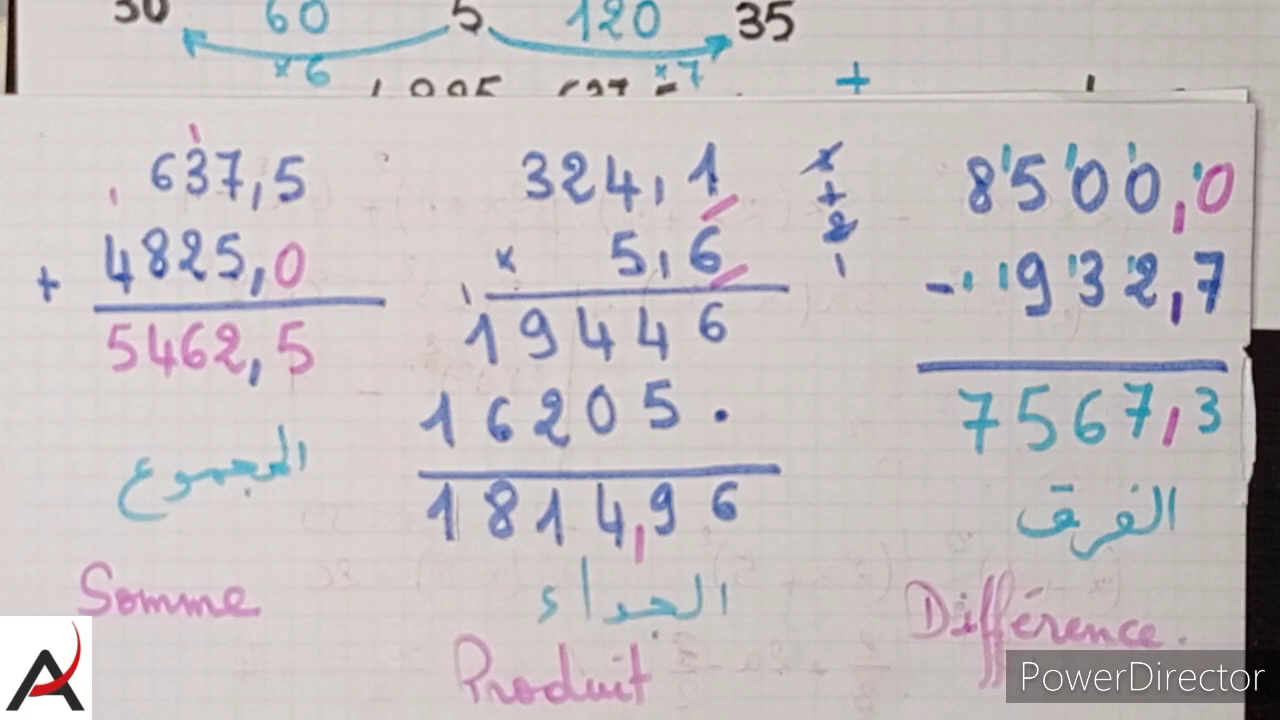 30 60 5 120 35
×6 ×7
+
637,5
+ 4825,0
5462,5
المجموع
Somme
324,1
× 5,6
19446
16205.
1814,96
الجداء
Produit
8500,0
- 932,7
7567,3
الفرق
Différence.
PowerDirector